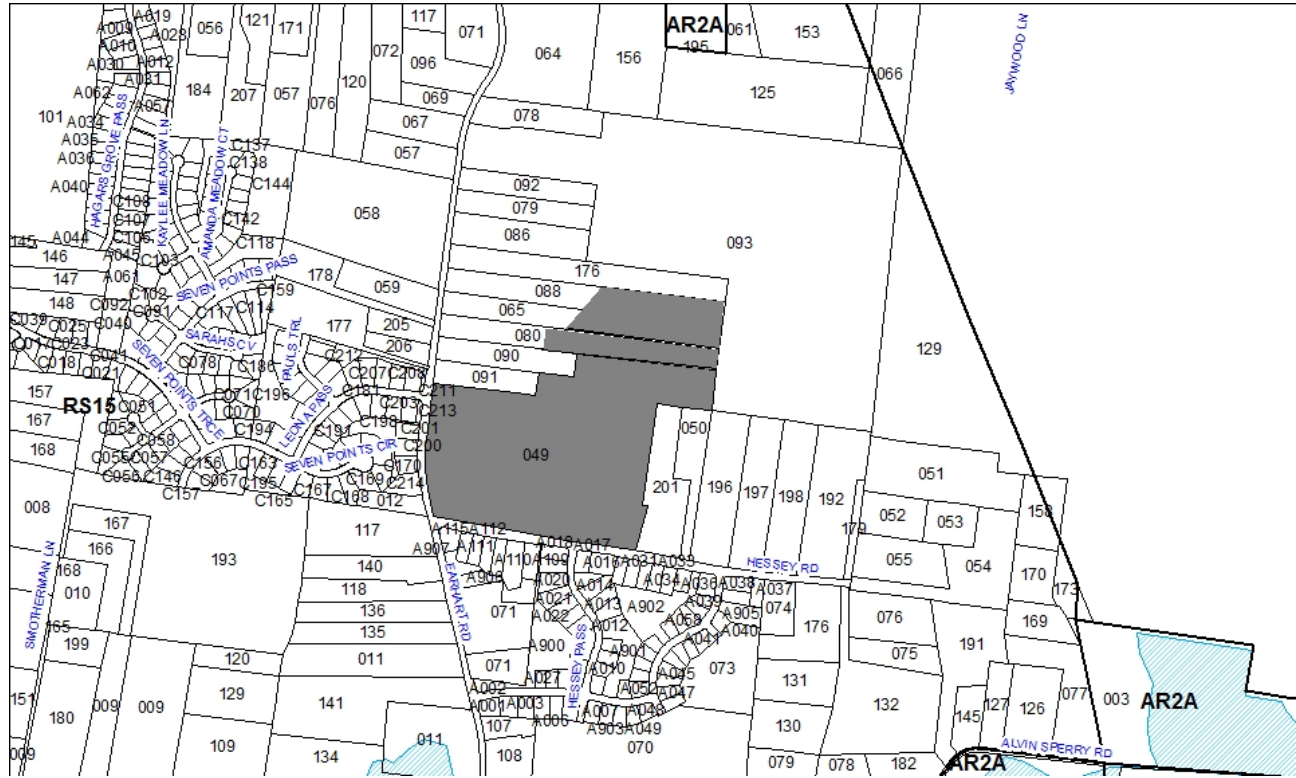 A019
117
A009
A028
056
121
171
071
AR2A
061
153
JAYWOOD LN
A010
072
064
156
195
A030
A012
096
066
A031
125
A062
184
207
057
076
120
069
101
A057
078
A034
067
A035
C137
057
A036
C138
HAGARS GROVE PASS
KAYLEE MEADOW LN
AMANDA MEADOW CT
A040
C144
092
C108
058
079
C107
C142
086
093
145
A044
C106
C118
146
A045
C103
147
A061
178
176
SEVEN POINTS PASS
059
088
148
C092
C102
C159
C091
C117
C114
065
C039
C040
177
205
080
C025
SARAHS CV
PAULS TRL
206
C017
C023
C041
C212
090
129
C018
C021
C078
C186
C207
C208
091
157
SEVEN POINTS TRCE
C071
C196
C181
C211
RS15
C051
C070
LEONA PASS
C203
C213
167
C052
C194
C191
C198
C201
050
168
C058
C200
049
C055
C057
C156
C163
SEVEN POINTS CIR
C170
051
C056
C146
C067
C195
C169
C214
201
196
197
198
192
C157
C165
C167
C168
012
008
167
117
A115
A112
179
052
053
158
166
193
A907
A111
A018
A017
168
140
A110
A109
A016
A031
A033
HESSEY RD
055
054
170
010
118
A908
A020
A014
A034
A036
A038
A037
173
SMOTHERMAN LN
136
EARHART RD
071
A021
A013
A902
A039
074
076
169
165
135
A022
A012
A058
A905
176
199
A900
A901
A041
A040
191
120
011
071
A010
073
075
151
129
A027
HESSEY PASS
A045
131
009
009
141
A002
A052
A047
132
127
077
003
AR2A
180
A001
A003
A007
A048
145
126
109
107
A006
A903
A049
130
009
134
011
108
070
079
078
182
ALVIN SPERRY RD
AR2A